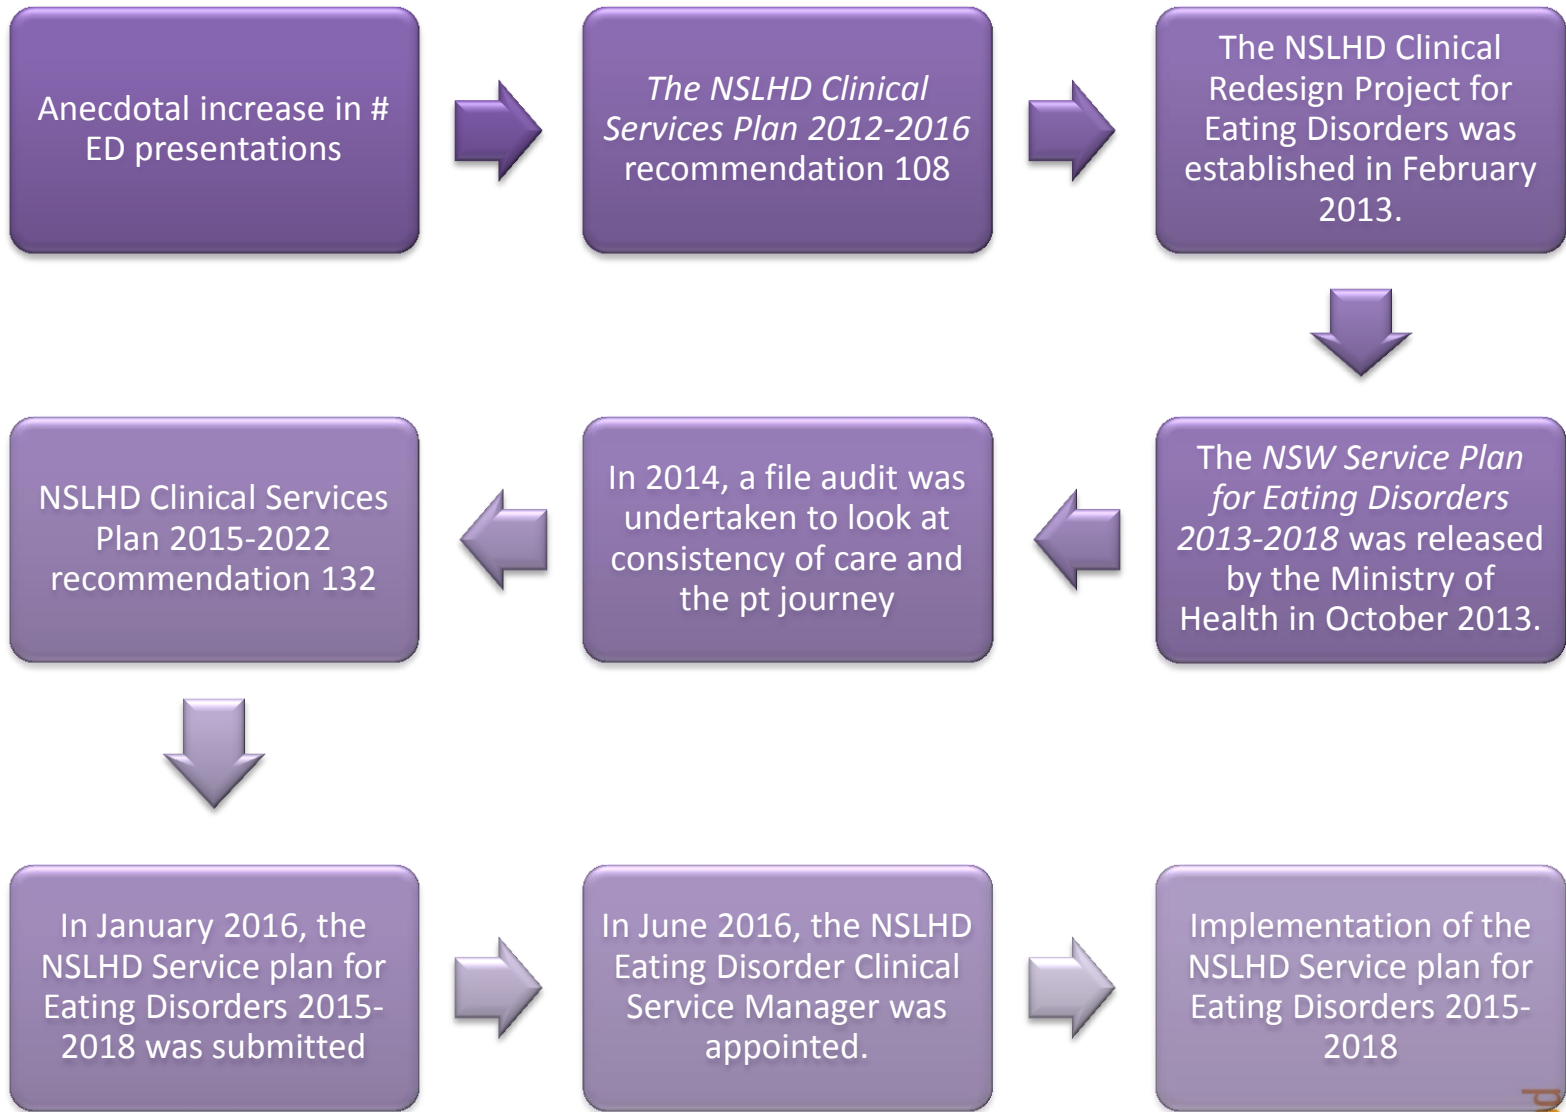 Anecdotal increase in #
ED presentations
The NSLHD Clinical
Services Plan 2012-2016
recommendation 108
The NSLHD Clinical
Redesign Project for
Eating Disorders was
established in February
2013.
The NSW Service Plan
for Eating Disorders
2013-2018 was released
by the Ministry of
Health in October 2013.
In 2014, a file audit was
undertaken to look at
consistency of care and
the pt journey
NSLHD Clinical Services
Plan 2015-2022
recommendation 132
In January 2016, the
NSLHD Service plan for
Eating Disorders 2015-
2018 was submitted
In June 2016, the NSLHD
Eating Disorder Clinical
Service Manager was
appointed.
Implementation of the
NSLHD Service plan for
Eating Disorders 2015-
2018